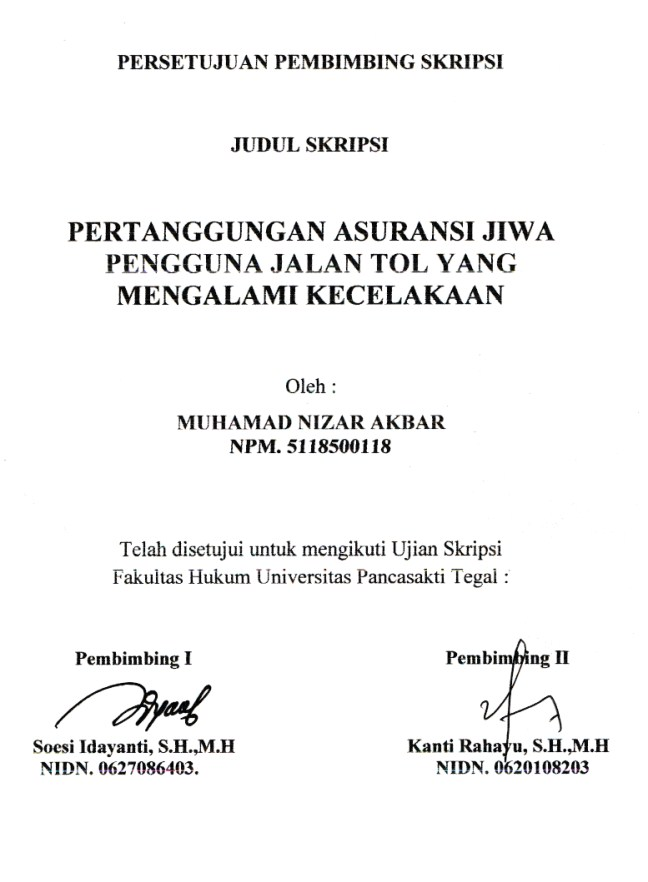 PERSETUJUAN PEMBIMBING SKRIPSI
JUDUL SKRIPSI
PERTANGGUNGAN ASURANSI JIWA
PENGGUNA JALAN TOL YANG
MENGALAMI KECELAKAAN
Oleh :
MUHAMAD NIZAR AKBAR
NPM. 5118500118
Telah disetujui untuk mengikuti Ujian Skripsi
Fakultas Hukum Universitas Pancasakti Tegal :
Pembimbing I
Pembimbing II
Soesi Idayanti, S.H.,M.H
Kanti Rahayu, S.H.,M.H
NIDN. 0627086403.
NIDN. 0620108203